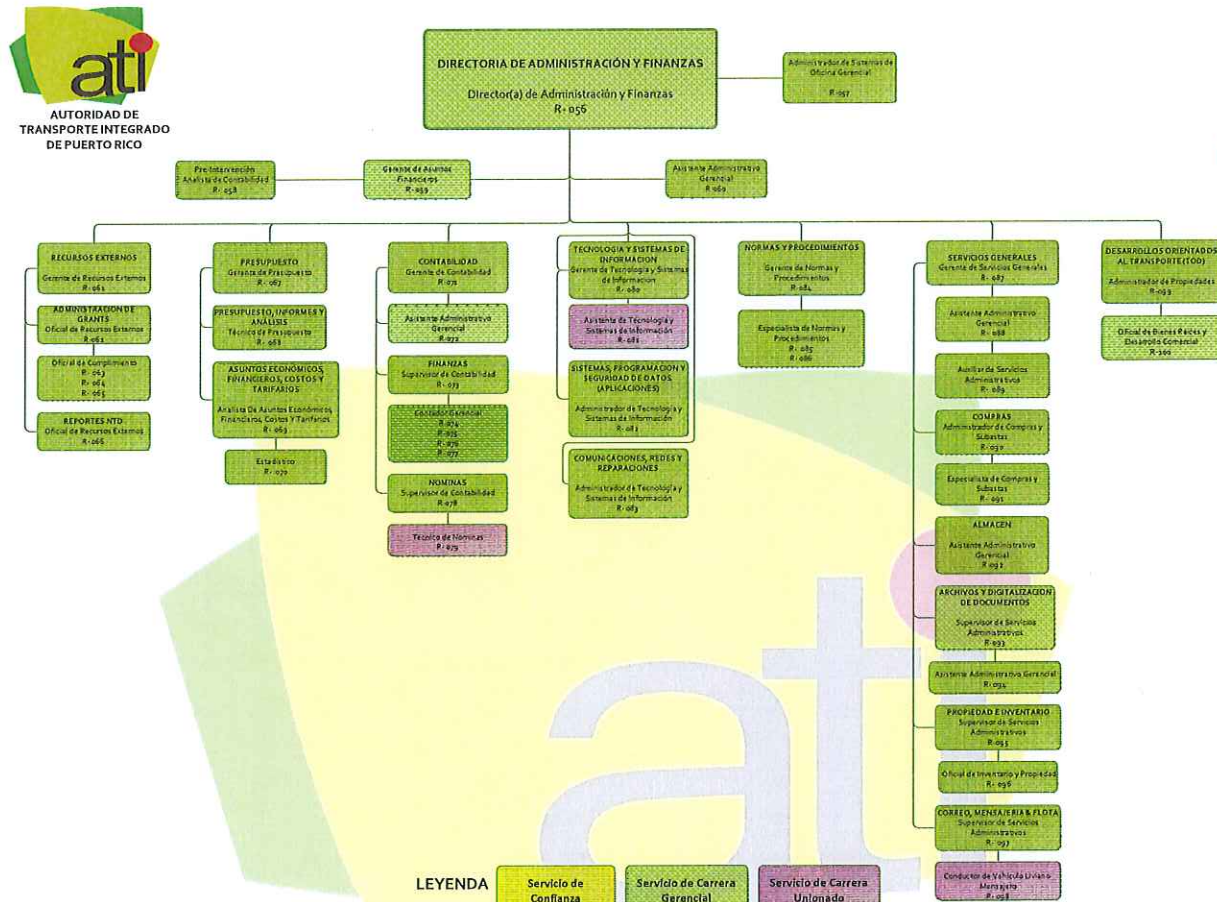 ati
AUTORIDAD DE
TRANSPORTE INTEGRADO
DE PUERTO RICO
DIRECTORIA DE ADMINISTRACIÓN Y FINANZAS
Director(a) de Administración y Finanzas
R- 056
Administrador de Sistemas de
Oficina Gerencial
R- 057
Pre-Intervención
Analista de Contabilidad
R- 058
Gerente de Asuntos
Financieros
R- 059
Asistente Administrativo
Gerencial
R- 060
RECURSOS EXTERNOS
Gerente de Recursos Externos
R- 061
ADMINISTRACIÓN DE
GRANTS
Oficial de Recursos Externos
R- 062
Oficial de Cumplimiento
R- 063
R- 064
R- 065
REPORTES NTD
Oficial de Recursos Externos
R- 066
PRESUPUESTO
Gerente de Presupuesto
R- 067
PRESUPUESTO, INFORMES Y
ANÁLISIS
Técnico de Presupuesto
R- 068
ASUNTOS ECONÓMICOS,
FINANCIEROS, COSTOS Y
TARIFARIOS
Analista De Asuntos Económicos,
Financieros, Costos Y Tarifarios
R- 069
Estadístico
R- 070
CONTABILIDAD
Gerente de Contabilidad
R- 071
Asistente Administrativo
Gerencial
R- 072
FINANZAS
Supervisor de Contabilidad
R- 073
Contador Gerencial
R- 074
R- 075
R- 076
R- 077
NOMINAS
Supervisor de Contabilidad
R- 078
Técnico de Nominas
R- 079
TECNOLOGIA Y SISTEMAS DE
INFORMACION
Gerente de Tecnología y Sistemas
de Informacion
R- 080
Asistente de Tecnología y
Sistemas de Información
R- 081
SISTEMAS, PROGRAMACION Y
SEGURIDAD DE DATOS,
(APLICACIONES)
Administrador de Tecnología y
Sistemas de Información
R- 082
COMUNICACIONES, REDES Y
REPARACIONES
Administrador de Tecnología y
Sistemas de Información
R- 083
NORMAS Y PROCEDIMIENTOS
Gerente de Normas y
Procedimientos
R- 084
Especialista de Normas y
Procedimientos
R- 085
R- 086
SERVICIOS GENERALES
Gerente de Servicios Generales
R- 087
Asistente Administrativo
Gerencial
R- 088
Auxiliar de Servicios
Administrativos
R- 089
COMPRAS
Administrador de Compras y
Subastas
R- 090
Especialista de Compras y
Subastas
R- 091
ALMACEN
Asistente Administrativo
Gerencial
R- 092
ARCHIVOS Y DIGITALIZACION
DE DOCUMENTOS
Supervisor de Servicios
Administrativos
R- 093
Asistente Administrativo Gerencial
R- 094
PROPIEDAD E INVENTARIO
Supervisor de Servicios
Administrativos
R- 095
Oficial de Inventario y Propiedad
R- 096
CORREO, MENSAJERIA & FLOTA
Supervisor de Servicios
Administrativos
R- 097
Conductor de Vehículo Liviano
Mensajero
R- 098
DESARROLLOS ORIENTADOS
AL TRANSPORTE (TOD)
Administrador de Propiedades
R-099
Oficial de Bienes Raíces y
Desarrollo Comercial
R- 100
LEYENDA
Servicio de
Confianza
Servicio de Carrera
Gerencial
Servicio de Carrera
Unionado
ati